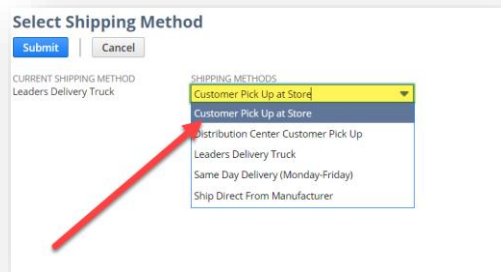 Select Shipping Method
Submit Cancel
CURRENT SHIPPING METHOD SHIPPING METHODS
Leaders Delivery Truck Customer Pick Up at Store
Customer Pick Up at Store
Distribution Center Customer Pick Up
Leaders Delivery Truck
Same Day Delivery (Monday-Friday)
Ship Direct From Manufacturer